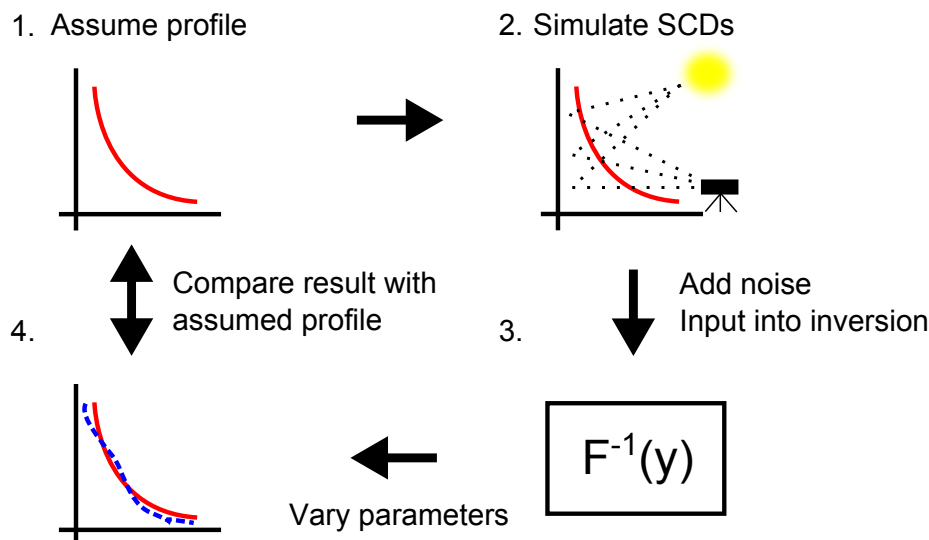 1. Assume profile
2. Simulate SCDs
Compare result with
assumed profile
Add noise
Input into inversion
4.
3.
F⁻¹(y)
Vary parameters